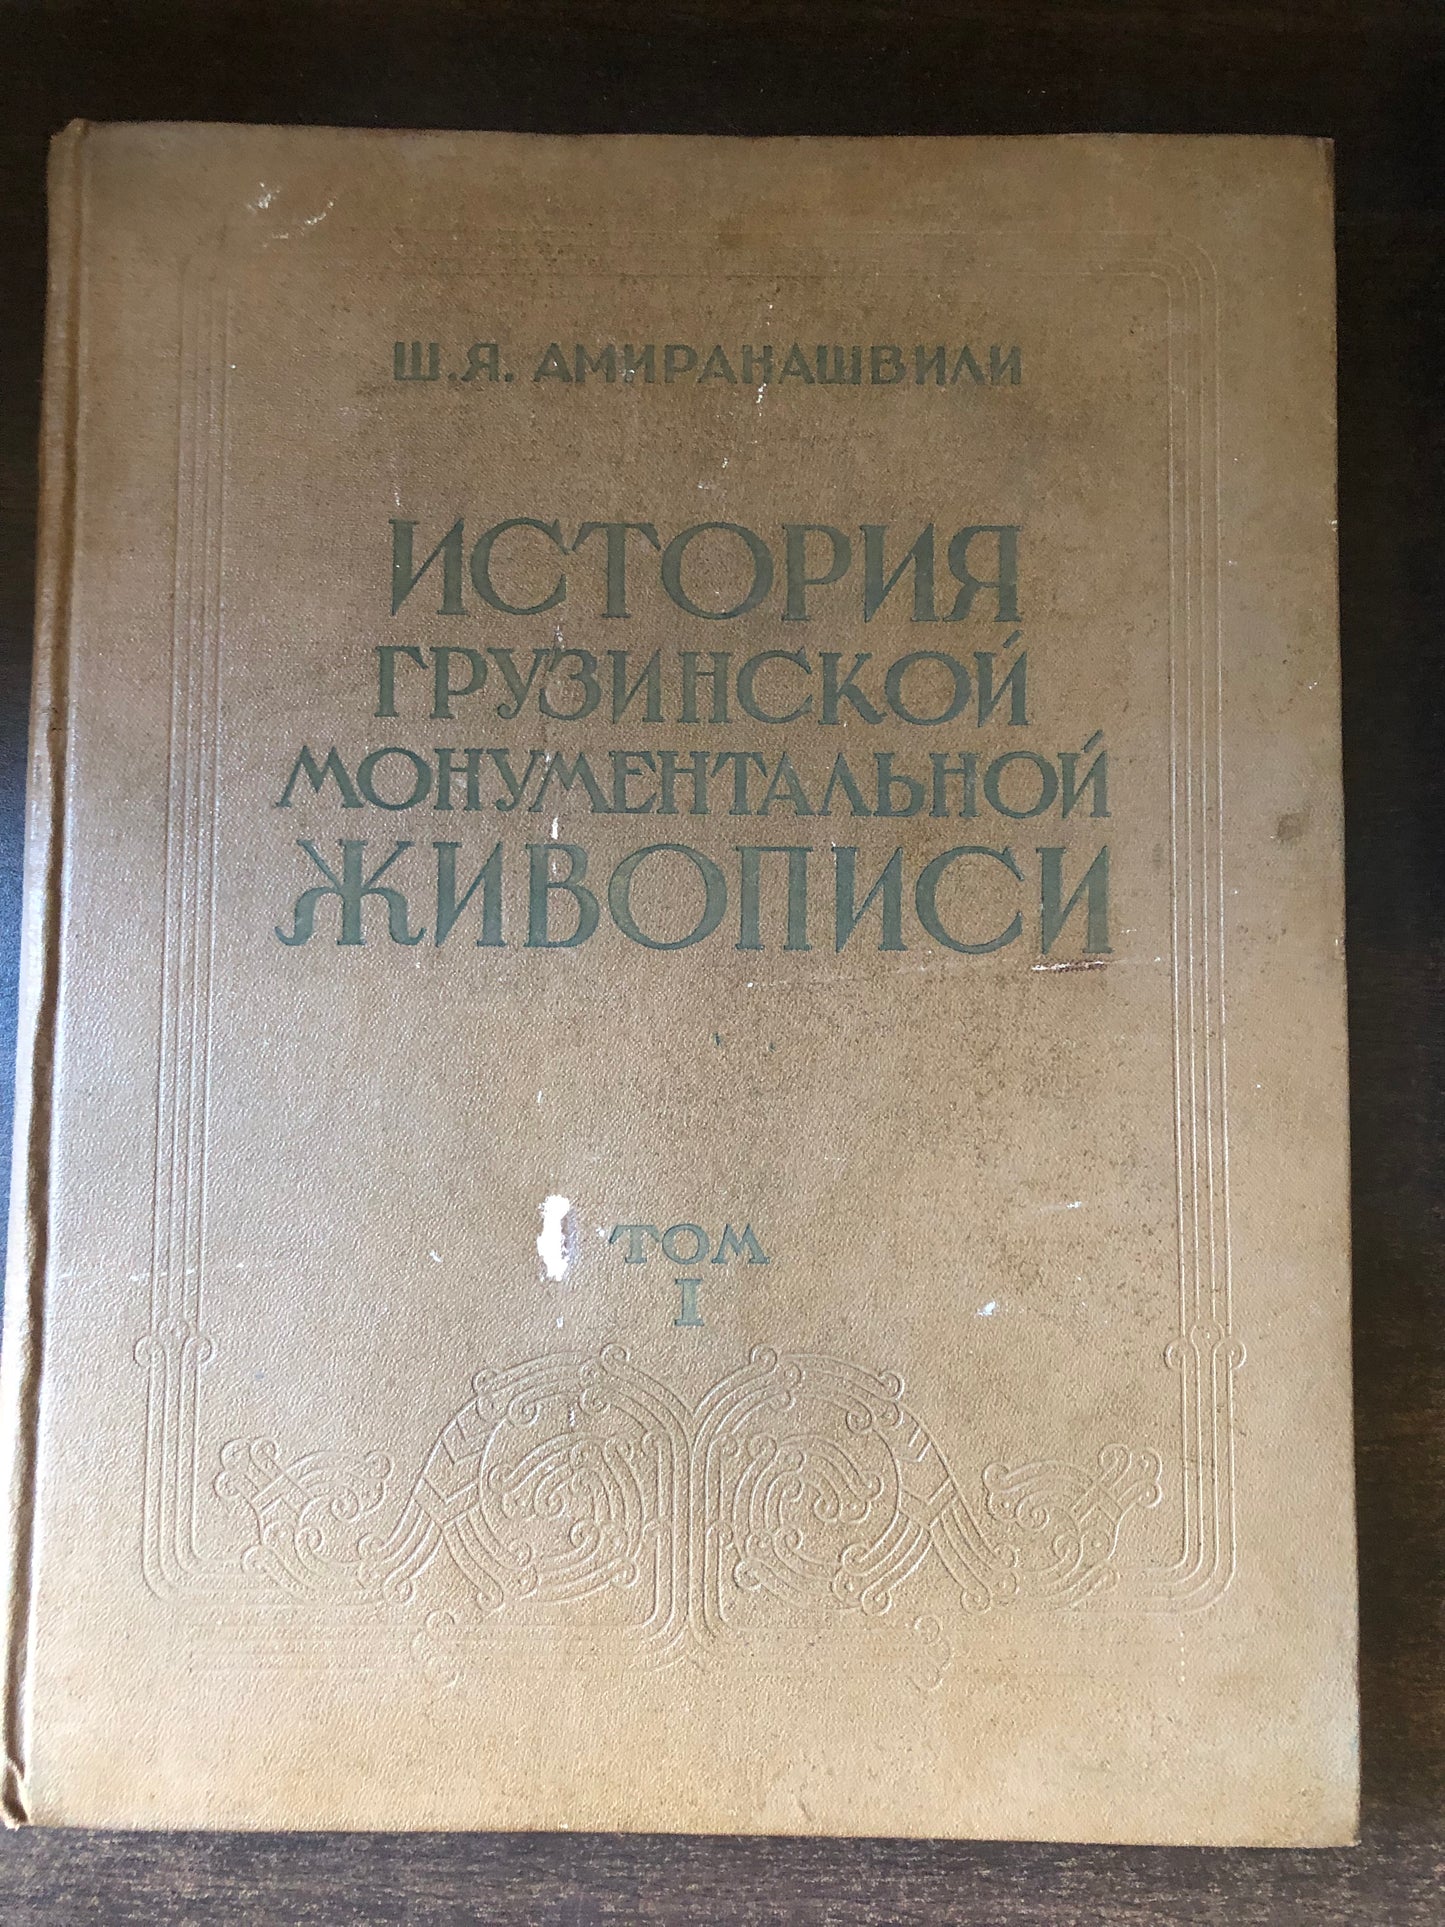 Ш.Я. АМИРАНАШВИЛИ
ИСТОРИЯ
ГРУЗИНСКОЙ
МОНУМЕНТАЛЬНОЙ
ЖИВОПИСИ
ТОМ
I